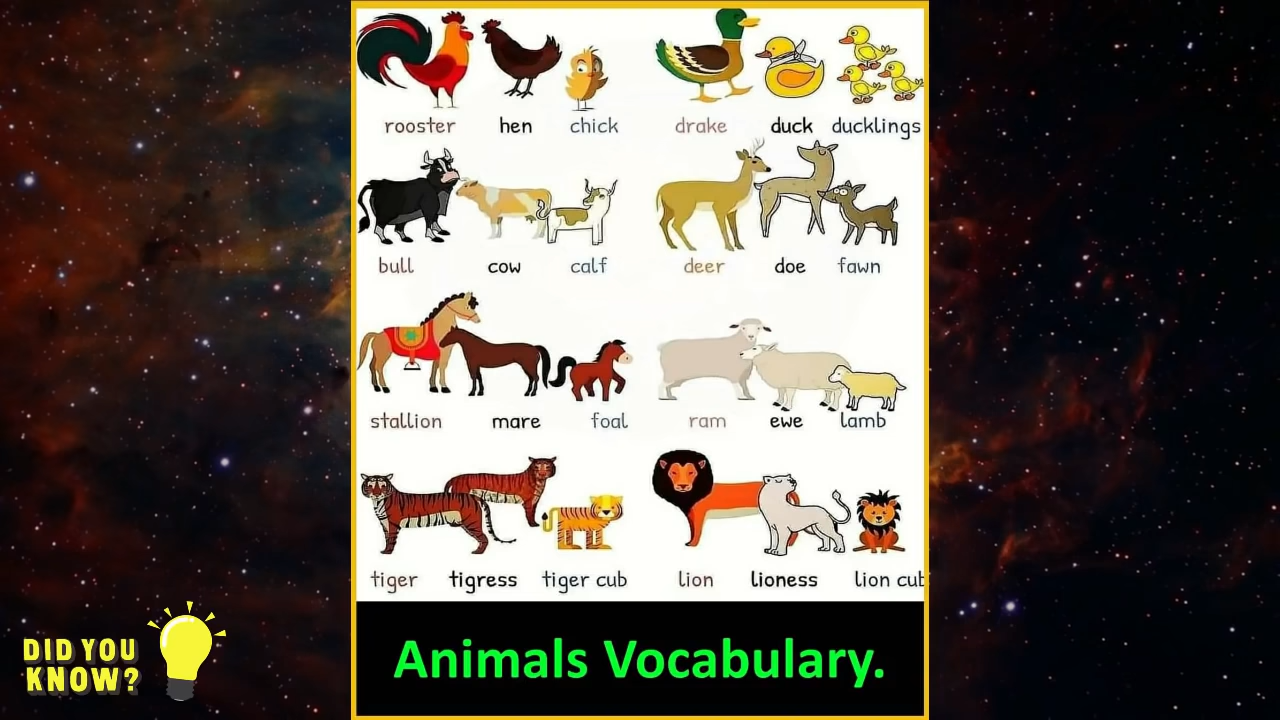 rooster hen chick drake duck ducklings
bull cow calf deer doe fawn
stallion mare foal ram ewe lamb
tiger tigress tiger cub lion lioness lion cub
DID YOU
KNOW?
Animals Vocabulary.